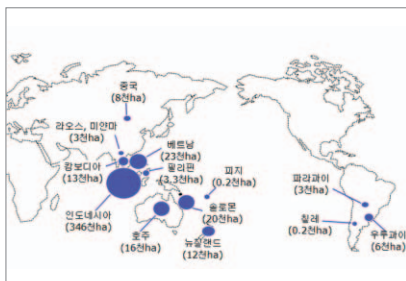 중국
(8천ha)
라오스, 미얀마
(3천ha)
베트남
(23천ha)
캄보디아
(13천ha)
필리핀
(3.3천ha)
피지
(0.2천ha)
인도네시아
(346천ha)
솔로몬
(20천ha)
호주
(16천ha)
뉴질랜드
(12천ha)
파라과이
(3천ha)
칠레
(0.2천ha)
우루과이
(6천ha)